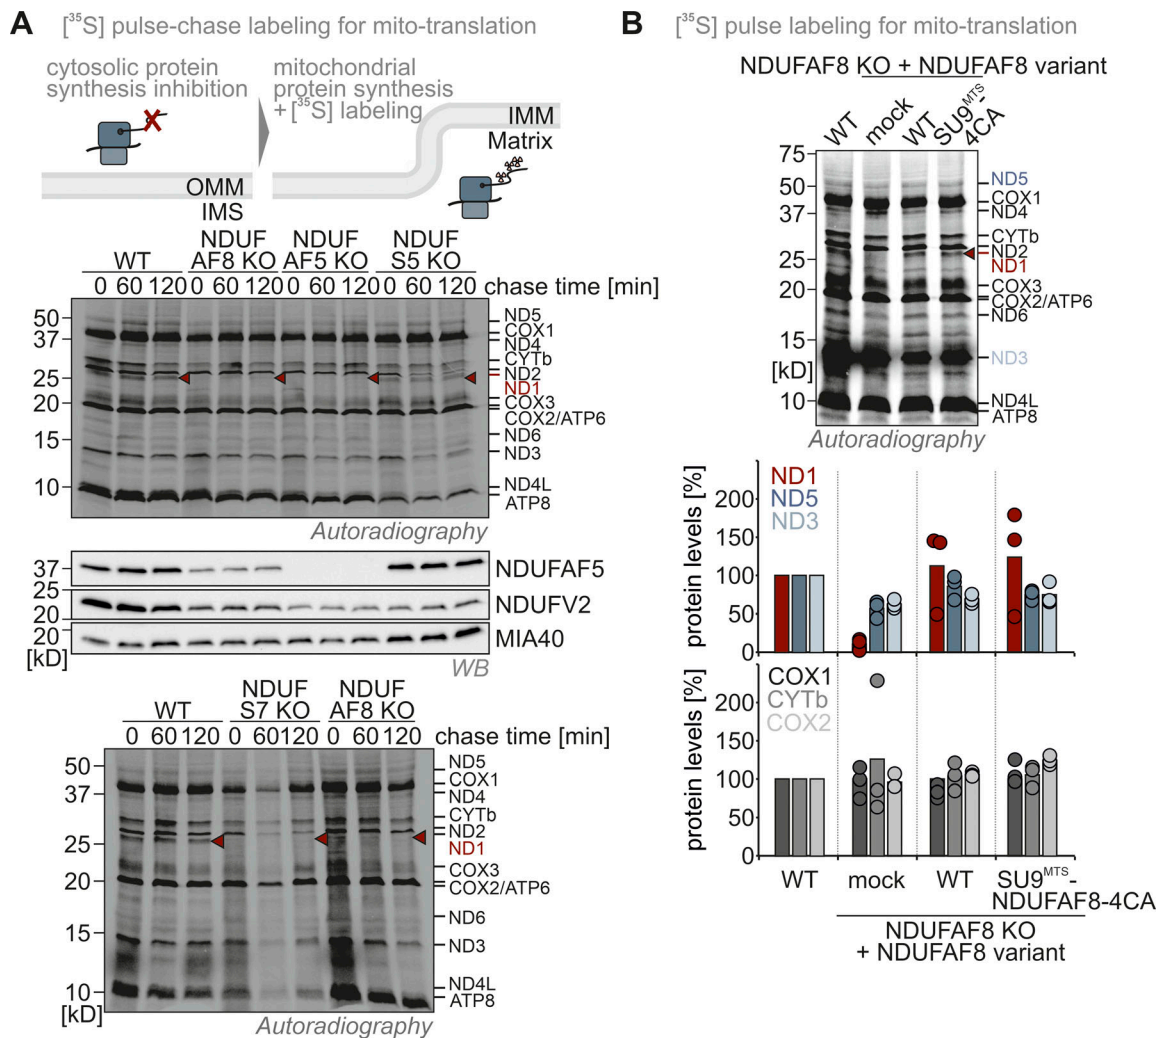 A [³⁵S] pulse-chase labeling for mito-translation
cytosolic protein
synthesis inhibition
mitochondrial
protein synthesis
+[³⁵S] labeling
IMM
Matrix
OMM
IMS
WT
NDUF
AF8 KO
NDUF
AF5 KO
NDUF
S5 KO
0 60 120 0 60 120 0 60 120 0 60 120 chase time [min]
50
37
25
20
15
10
ND5
COX1
ND4
CYTb
ND2
ND1
COX3
COX2/ATP6
ND6
ND3
ND4L
ATP8
Autoradiography
37
NDUFAF5
25
20
NDUFV2
20
MIA40
[kD]
WB
WT
NDUF
S7 KO
NDUF
AF8 KO
0 60 120 0 60 120 0 60 120 chase time [min]
50
37
25
20
15
10
[kD]
ND5
COX1
ND4
CYTb
ND2
ND1
COX3
COX2/ATP6
ND6
ND3
ND4L
ATP8
Autoradiography
B [³⁵S] pulse labeling for mito-translation
NDUFAF8 KO + NDUFAF8 variant
WT
mock
WT
SU9ᴹᵀˢ-
4CA
75
50
37
25
20
15
[kD]
10
ND5
COX1
ND4
CYTb
ND2
ND1
COX3
COX2/ATP6
ND6
ND3
ND4L
ATP8
Autoradiography
protein levels [%]
200
150
100
50
0
ND1
ND5
ND3
protein levels [%]
200
150
100
50
0
COX1
CYTb
COX2
WT
mock
WT
SU9ᴹᵀˢ-
NDUFAF8-4CA
NDUFAF8 KO
+ NDUFAF8 variant